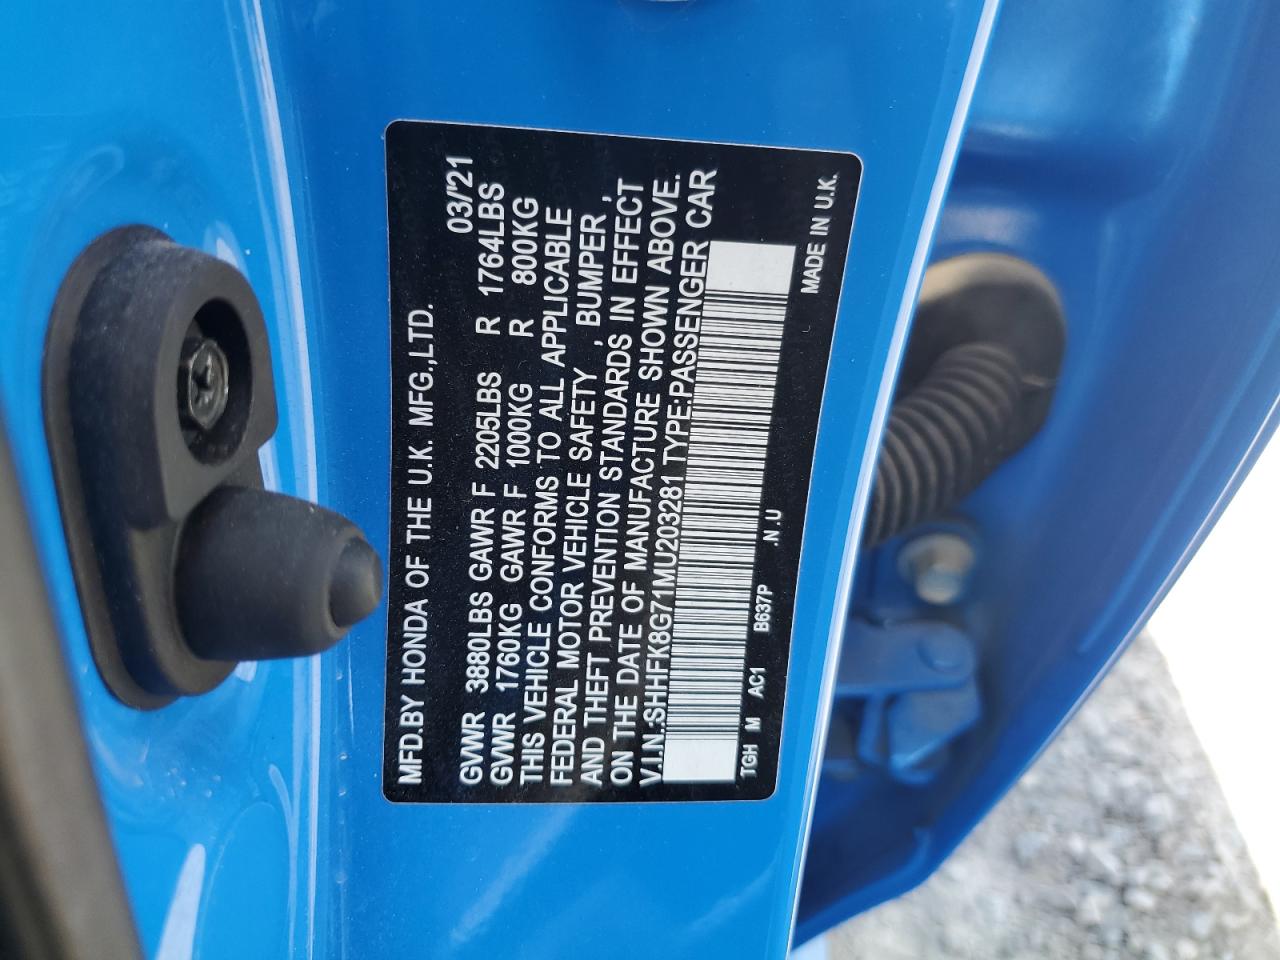 MFD.BY HONDA OF THE U.K. MFG.,LTD.
03/'21
GVWR 3880LBS GAWR F 2205LBS R 1764LBS
GVWR 1760KG GAWR F 1000KG R 800KG
THIS VEHICLE CONFORMS TO ALL APPLICABLE
FEDERAL MOTOR VEHICLE SAFETY , BUMPER ,
AND THEFT PREVENTION STANDARDS IN EFFECT
ON THE DATE OF MANUFACTURE SHOWN ABOVE.
V.I.N.:SHHFK8G71MU203281 TYPE:PASSENGER CAR
TGH M AC1 B637P .N.U
MADE IN U.K.